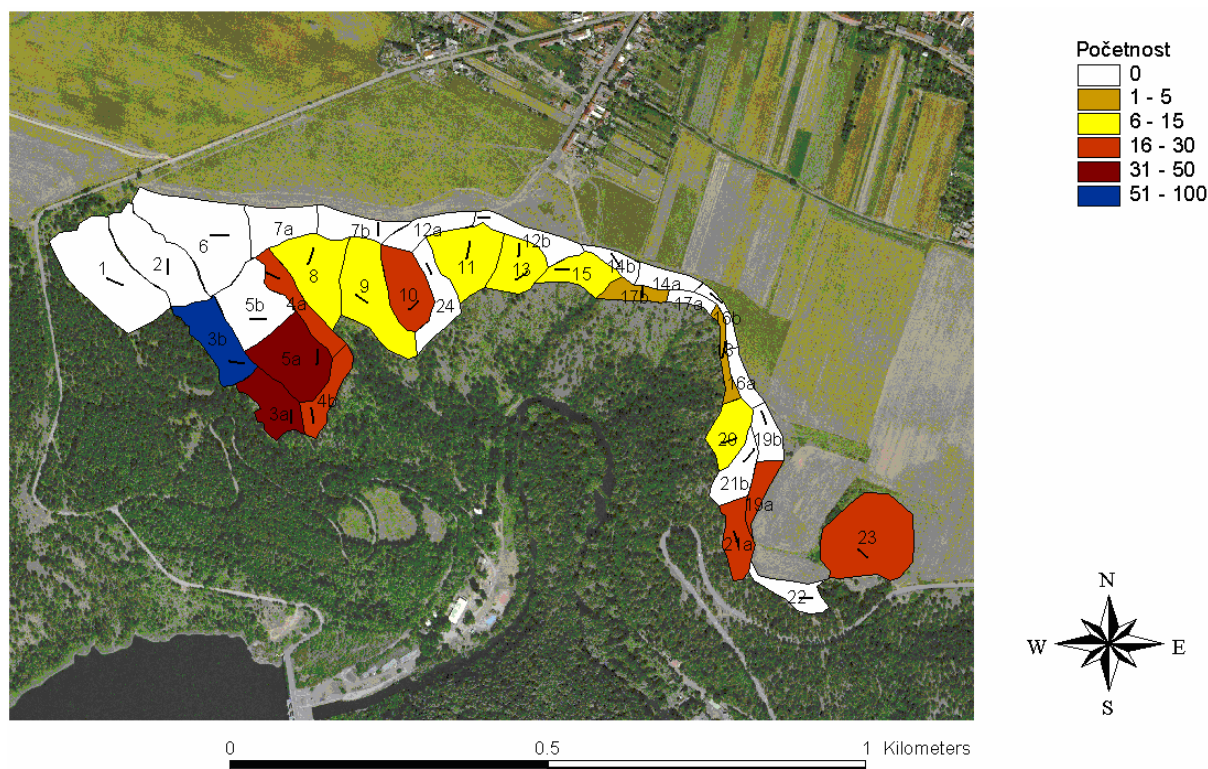 Početnost
0
1 - 5
6 - 15
16 - 30
31 - 50
51 - 100
6
7a
7b
12a
12b
1
2
8
9
10
11
13
15
14b
14a
24
4a
5b
17b
17a
3b
5a
16b
18
16a
3a
4b
20
19b
21b
19a
21a
23
22
N
W
E
S
0
0.5
1 Kilometers